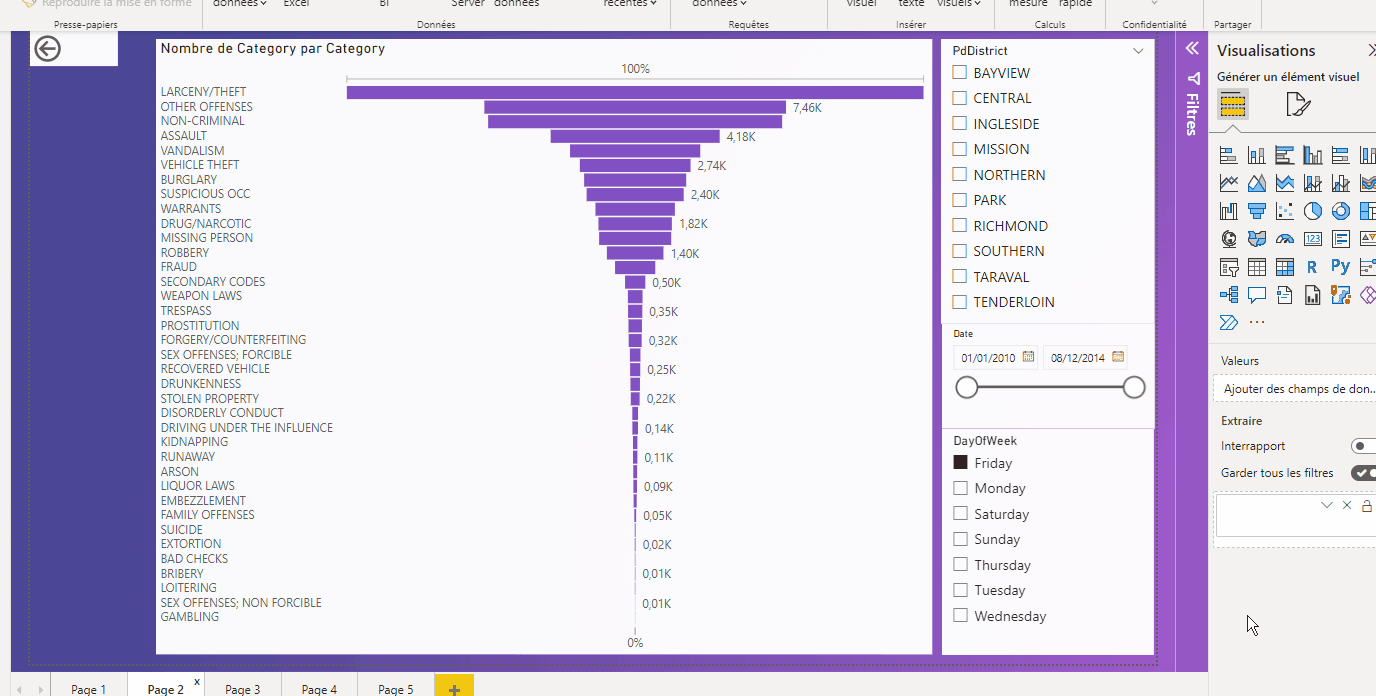 Reproduire la mise en forme
données Excel BI Server données récentes données visuel texte visuels mesure rapide
Presse-papiers Données Requêtes Insérer Calculs Confidentialité Partager
Nombre de Category par Category
100%
LARCENY/THEFT
OTHER OFFENSES 7,46K
NON-CRIMINAL
ASSAULT 4,18K
VANDALISM
VEHICLE THEFT 2,74K
BURGLARY
SUSPICIOUS OCC 2,40K
WARRANTS
DRUG/NARCOTIC 1,82K
MISSING PERSON
ROBBERY 1,40K
FRAUD
SECONDARY CODES 0,50K
WEAPON LAWS
TRESPASS 0,35K
PROSTITUTION
FORGERY/COUNTERFEITING 0,32K
SEX OFFENSES; FORCIBLE
RECOVERED VEHICLE 0,25K
DRUNKENNESS
STOLEN PROPERTY 0,22K
DISORDERLY CONDUCT
DRIVING UNDER THE INFLUENCE 0,14K
KIDNAPPING
RUNAWAY 0,11K
ARSON
LIQUOR LAWS 0,09K
EMBEZZLEMENT
FAMILY OFFENSES 0,05K
SUICIDE
EXTORTION 0,02K
BAD CHECKS
BRIBERY 0,01K
LOITERING
SEX OFFENSES; NON FORCIBLE 0,01K
GAMBLING
0%
PdDistrict
BAYVIEW
CENTRAL
INGLESIDE
MISSION
NORTHERN
PARK
RICHMOND
SOUTHERN
TARAVAL
TENDERLOIN
Date
01/01/2010 08/12/2014
DayOfWeek
Friday
Monday
Saturday
Sunday
Thursday
Tuesday
Wednesday
Filtres
Visualisations
Générer un élément visuel
123
R Py
...
Valeurs
Ajouter des champs de don...
Extraire
Interrapport
Garder tous les filtres
Page 1 Page 2 x Page 3 Page 4 Page 5 +